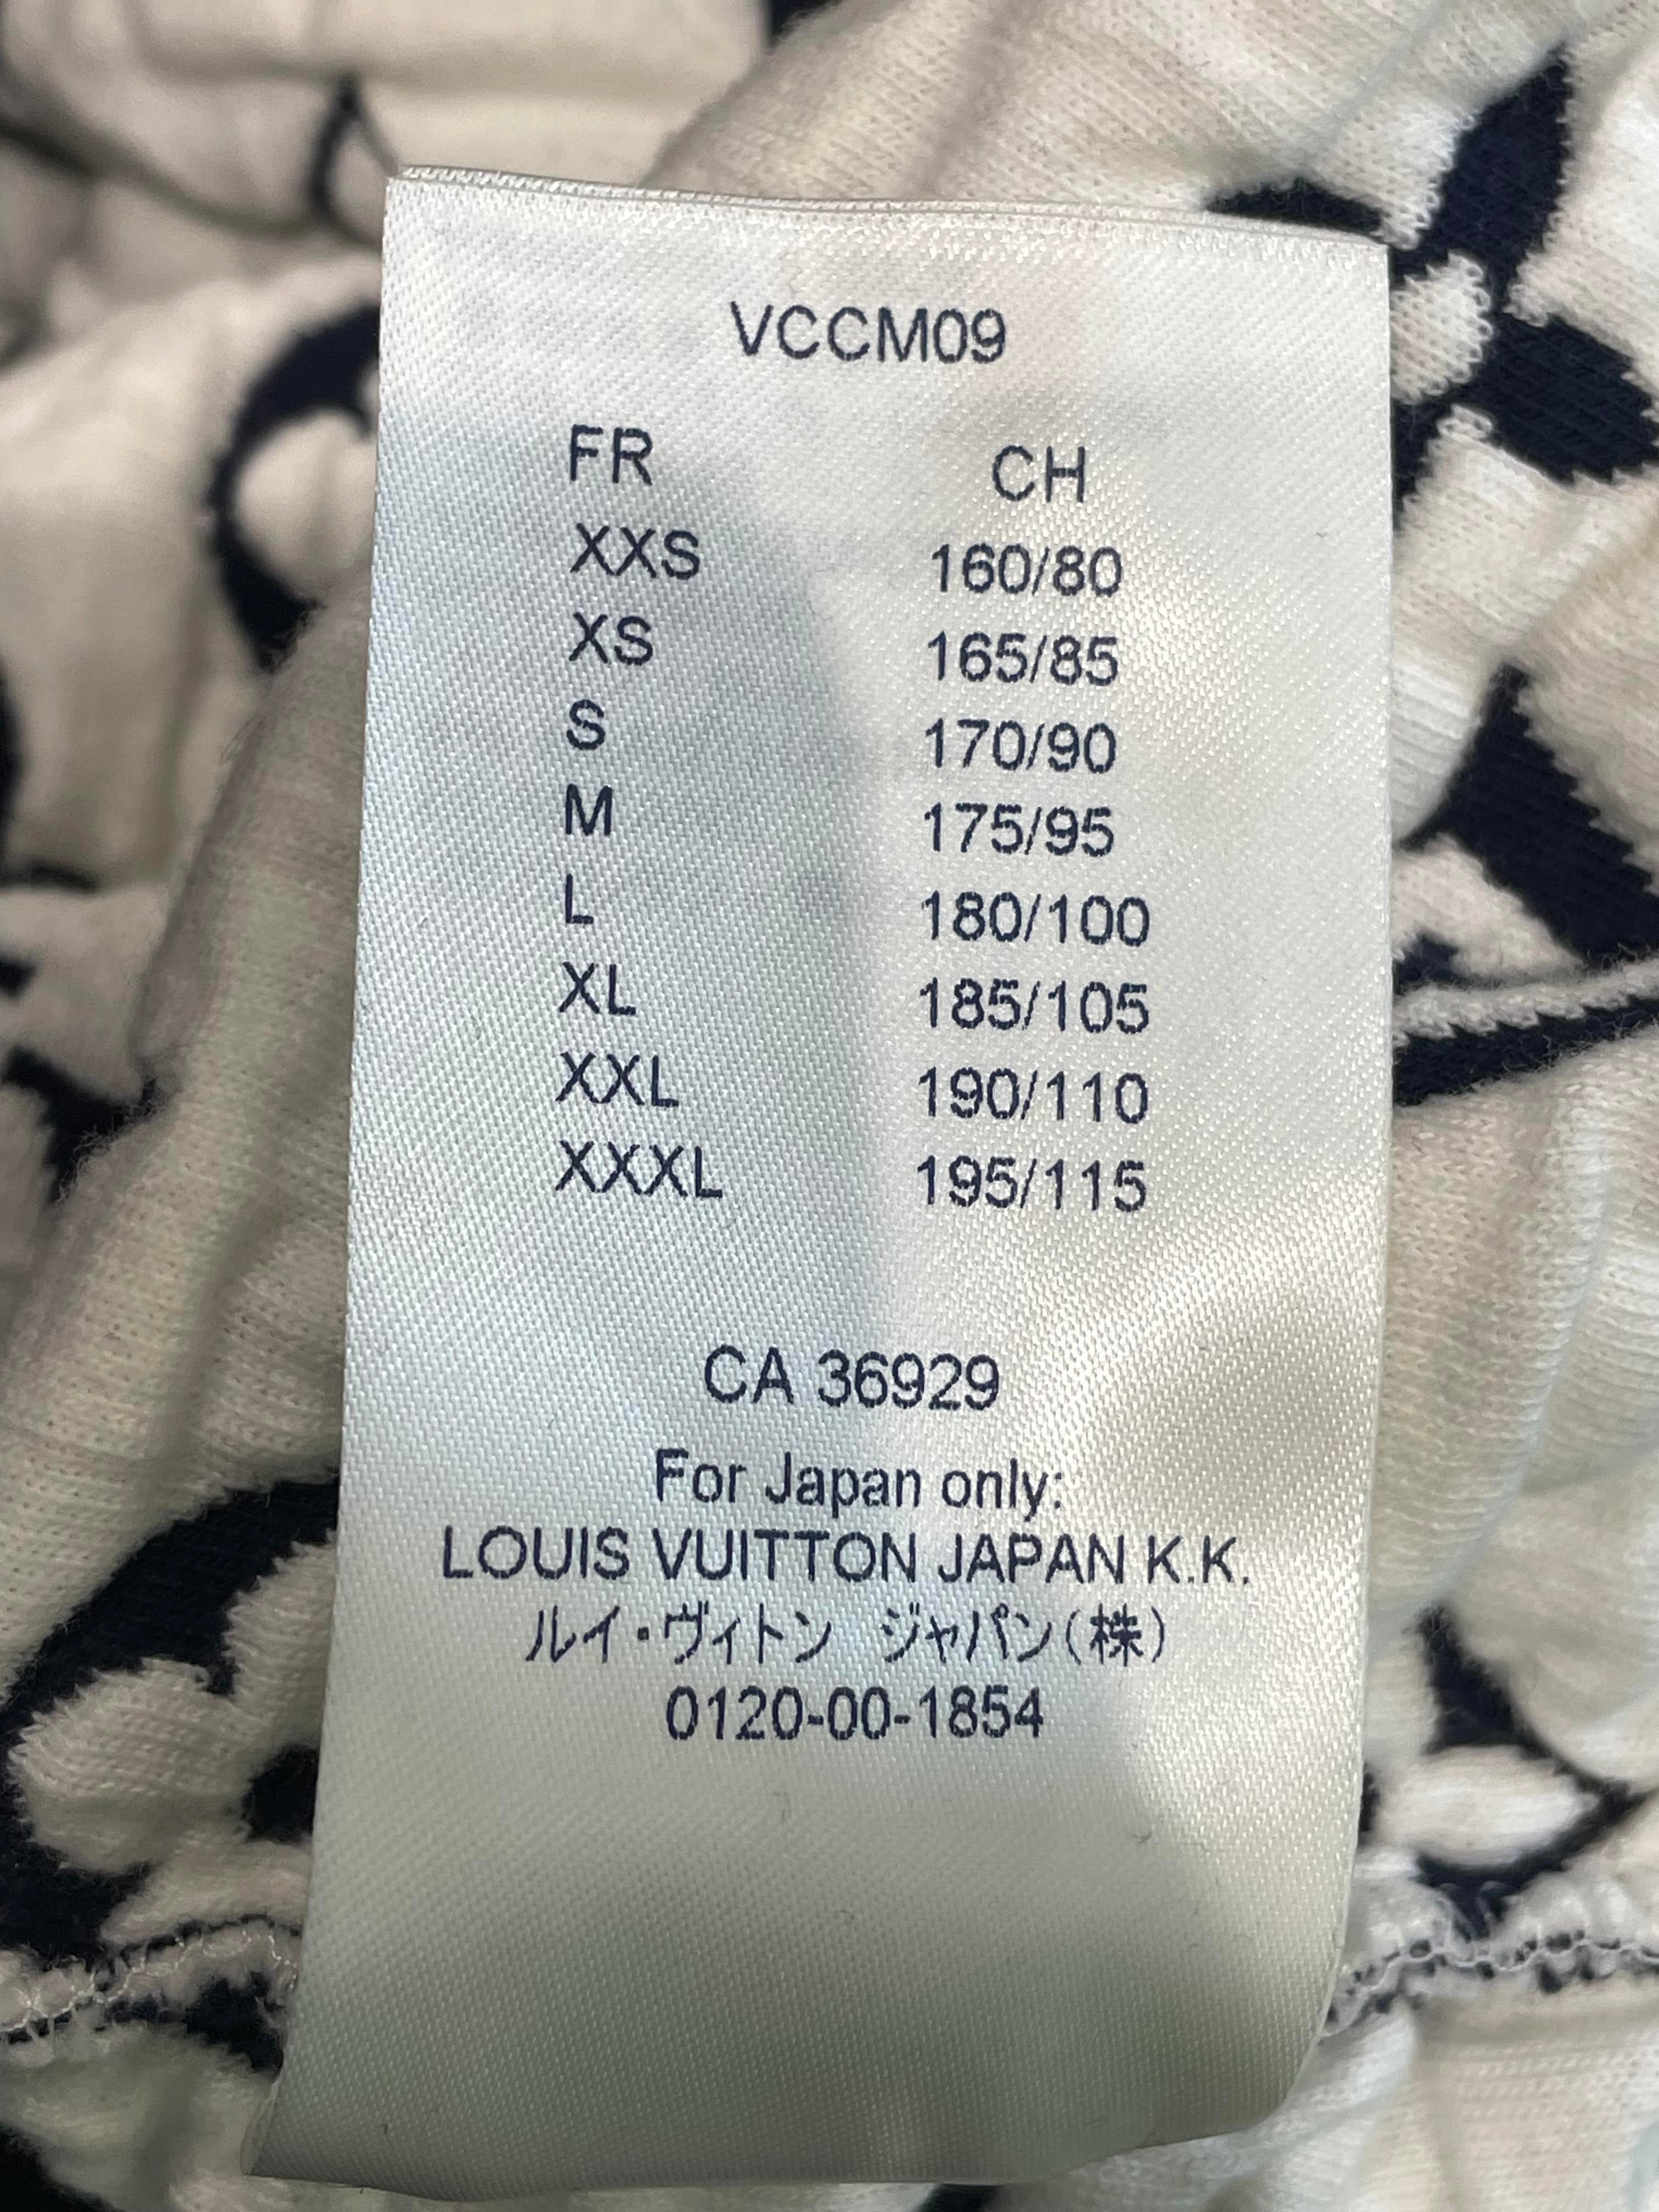 VCCM09
FR CH
XXS 160/80
XS 165/85
S 170/90
M 175/95
L 180/100
XL 185/105
XXL 190/110
XXXL 195/115
CA 36929
For Japan only:
LOUIS VUITTON JAPAN K.K.
ルイ・ヴィトン ジャパン(株)
0120-00-1854